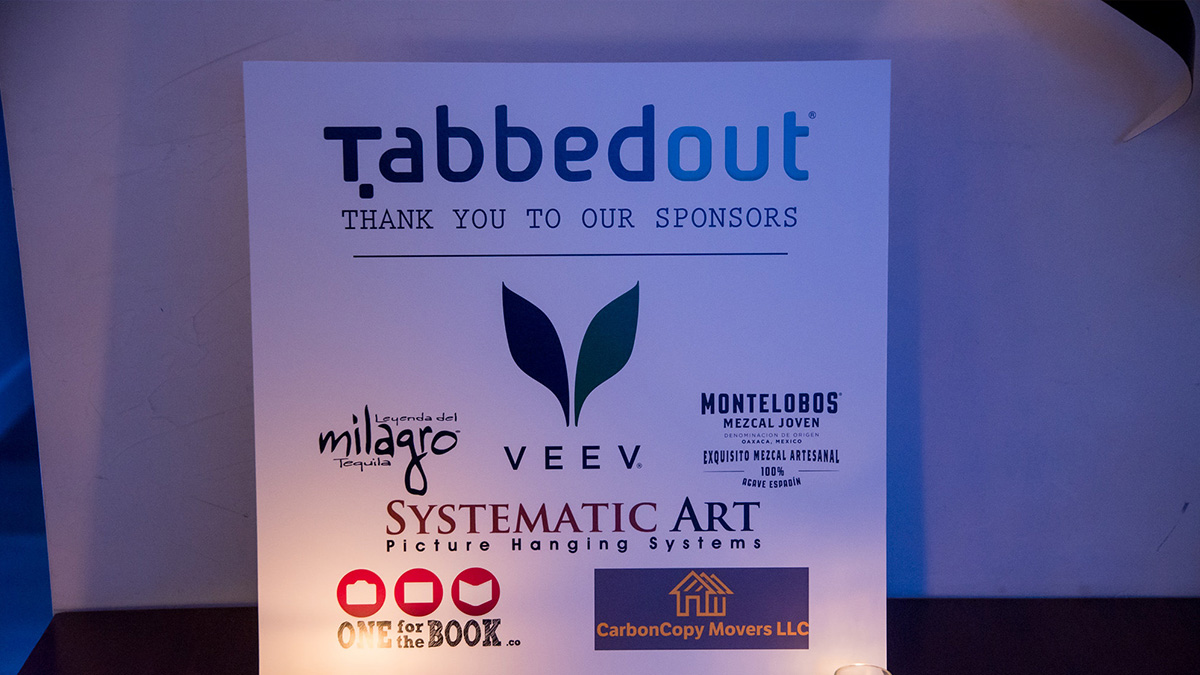 Tabbedout®
THANK YOU TO OUR SPONSORS
Leyenda del
milagro™
Tequila
VEEV®
MONTELOBOS®
MEZCAL JOVEN
DENOMINACION DE ORIGEN
OAXACA, MEXICO
EXQUISITO MEZCAL ARTESANAL
100%
AGAVE ESPADÍN
SYSTEMATIC ART
Picture Hanging Systems
ONE for the BOOK.co
CarbonCopy Movers LLC